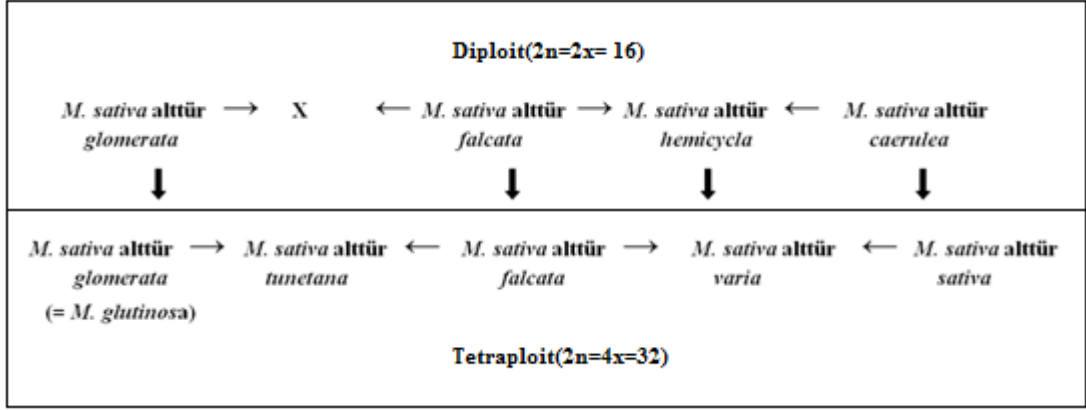 Diploit(2n=2x= 16)
M. sativa alttür → X ← M. sativa alttür → M. sativa alttür ← M. sativa alttür
glomerata falcata hemicycla caerulea
M. sativa alttür → M. sativa alttür ← M. sativa alttür → M. sativa alttür ← M. sativa alttür
glomerata tunetana falcata varia sativa
(= M. glutinosa)
Tetraploit(2n=4x=32)